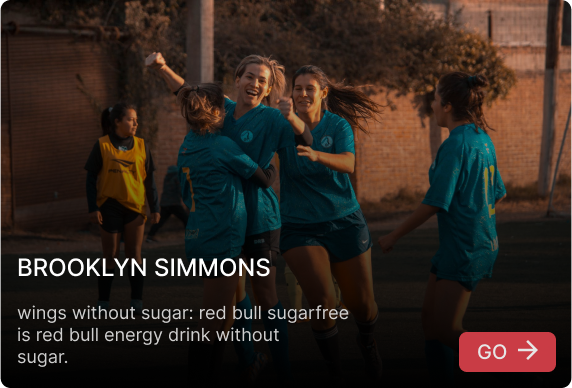 BROOKLYN SIMMONS
wings without sugar: red bull sugarfree
is red bull energy drink without
sugar.
GO